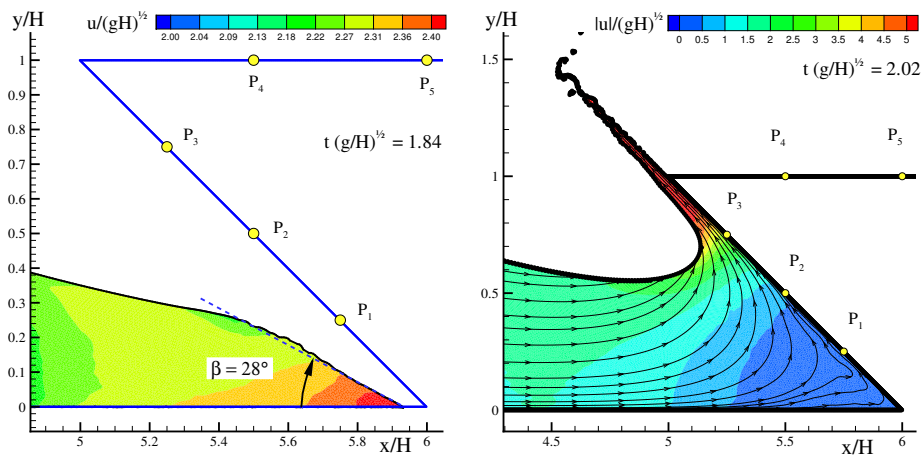 y/H
u/(gH)^½
2.00 2.04 2.09 2.13 2.18 2.22 2.27 2.31 2.36 2.40
1
0.9
0.8
0.7
0.6
0.5
0.4
0.3
0.2
0.1
0
P₄
P₅
P₃
t (g/H)^½ = 1.84
P₂
P₁
β = 28°
5 5.2 5.4 5.6 5.8 6
x/H
y/H
|u|/(gH)^½
0 0.5 1 1.5 2 2.5 3 3.5 4 4.5 5
t (g/H)^½ = 2.02
1.5
1
0.5
0
P₄
P₅
P₃
P₂
P₁
4.5 5 5.5 6
x/H